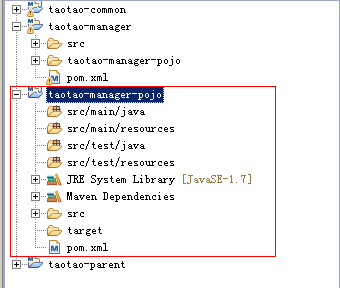 taotao-common
taotao-manager
src
taotao-manager-pojo
pom.xml
taotao-manager-pojo
src/main/java
src/main/resources
src/test/java
src/test/resources
JRE System Library [JavaSE-1.7]
Maven Dependencies
src
target
pom.xml
taotao-parent